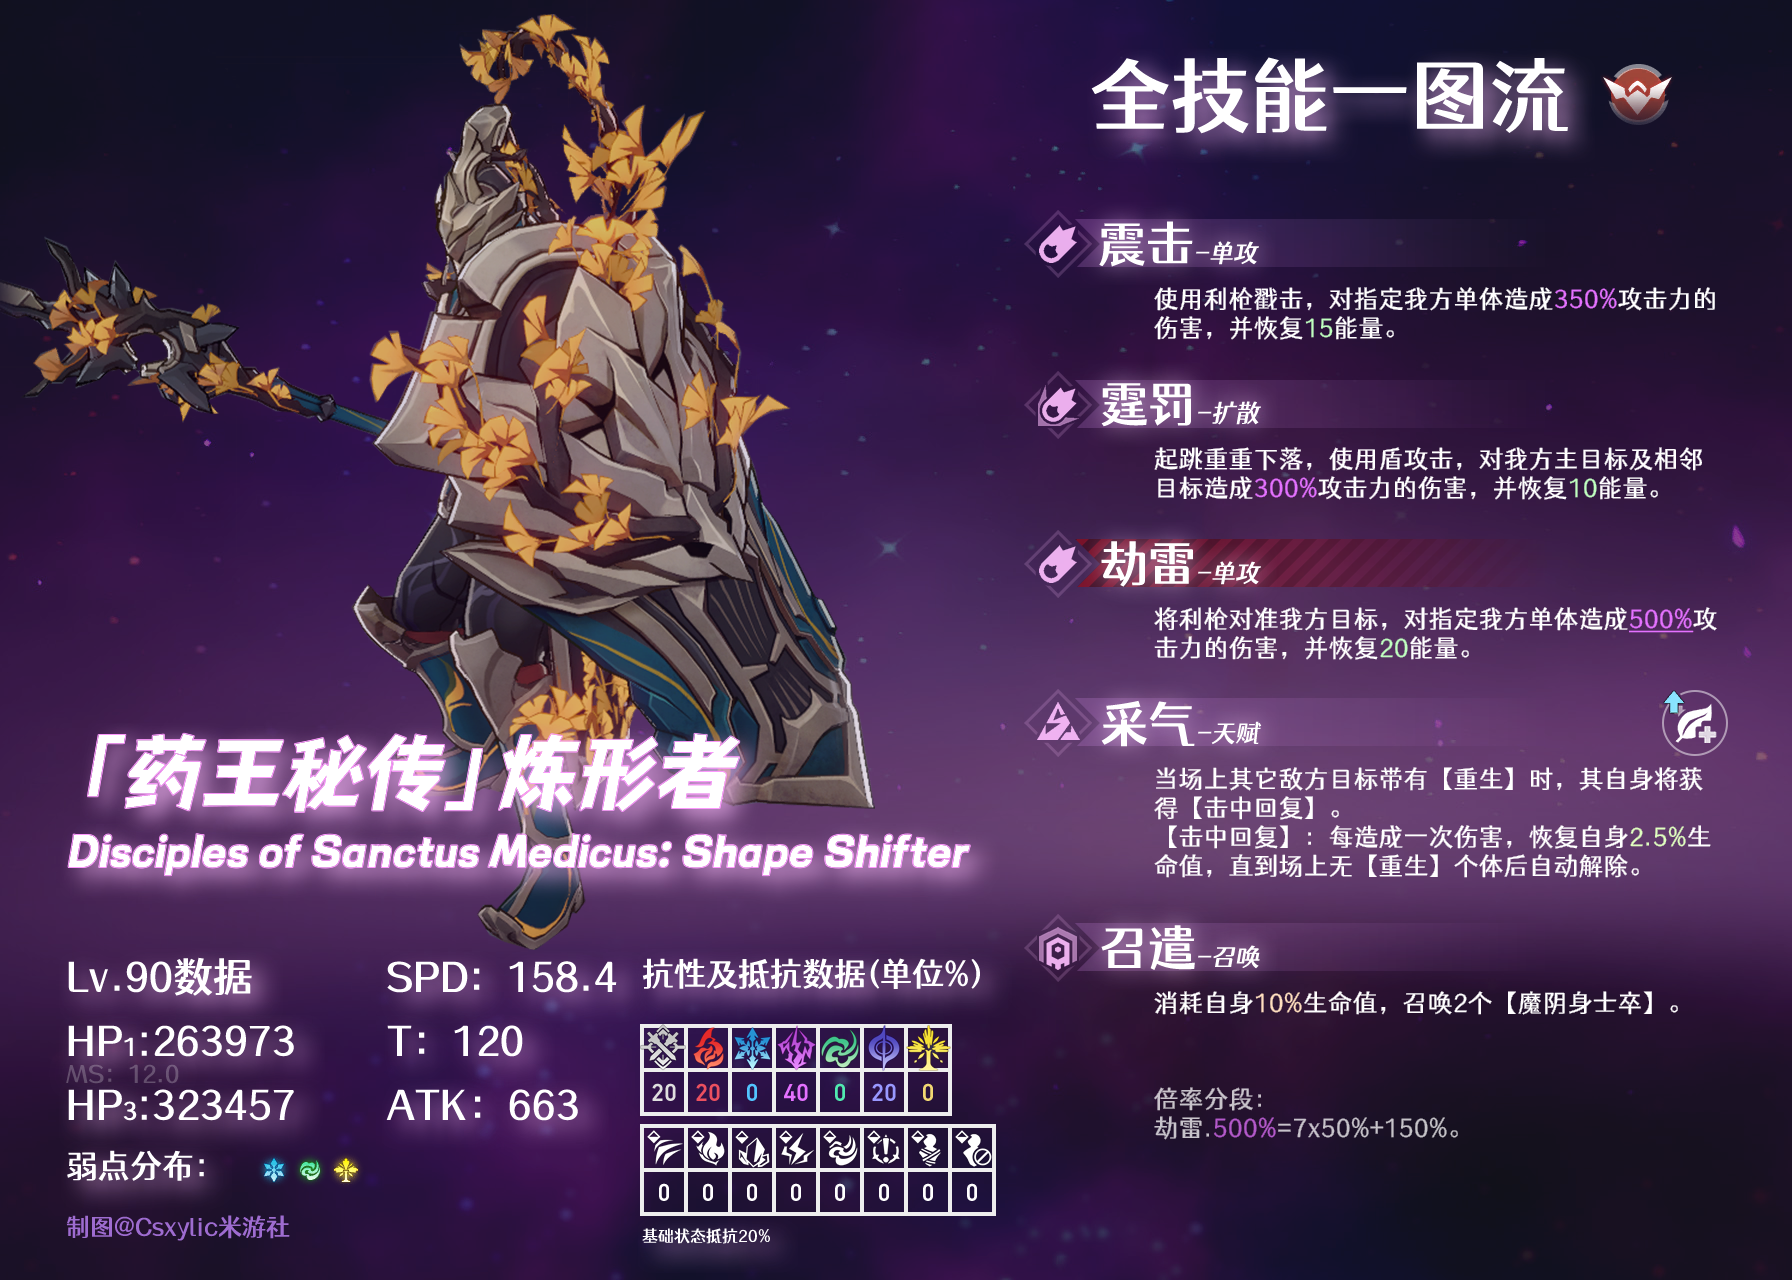 全技能一图流
震击-单攻
使用利枪戳击，对指定我方单体造成350%攻击力的
伤害，并恢复15能量。
霆罚-扩散
起跳重重下落，使用盾攻击，对我方主目标及相邻
目标造成300%攻击力的伤害，并恢复10能量。
劫雷-单攻
将利枪对准我方目标，对指定我方单体造成500%攻
击力的伤害，并恢复20能量。
采气-天赋
当场上其它敌方目标带有【重生】时，其自身将获
得【击中回复】。
【击中回复】：每造成一次伤害，恢复自身2.5%生
命值，直到场上无【重生】个体后自动解除。
召遣-召唤
消耗自身10%生命值，召唤2个【魔阴身士卒】。
倍率分段：
劫雷.500%=7x50%+150%。
「药王秘传」炼形者
Disciples of Sanctus Medicus: Shape Shifter
Lv.90数据
SPD: 158.4
HP1:263973
T: 120
MS: 12.0
HP3:323457
ATK: 663
弱点分布：
抗性及抵抗数据(单位%)
20 20 0 40 0 20 0
0 0 0 0 0 0 0 0
基础状态抵抗20%
制图@Csxylic米游社